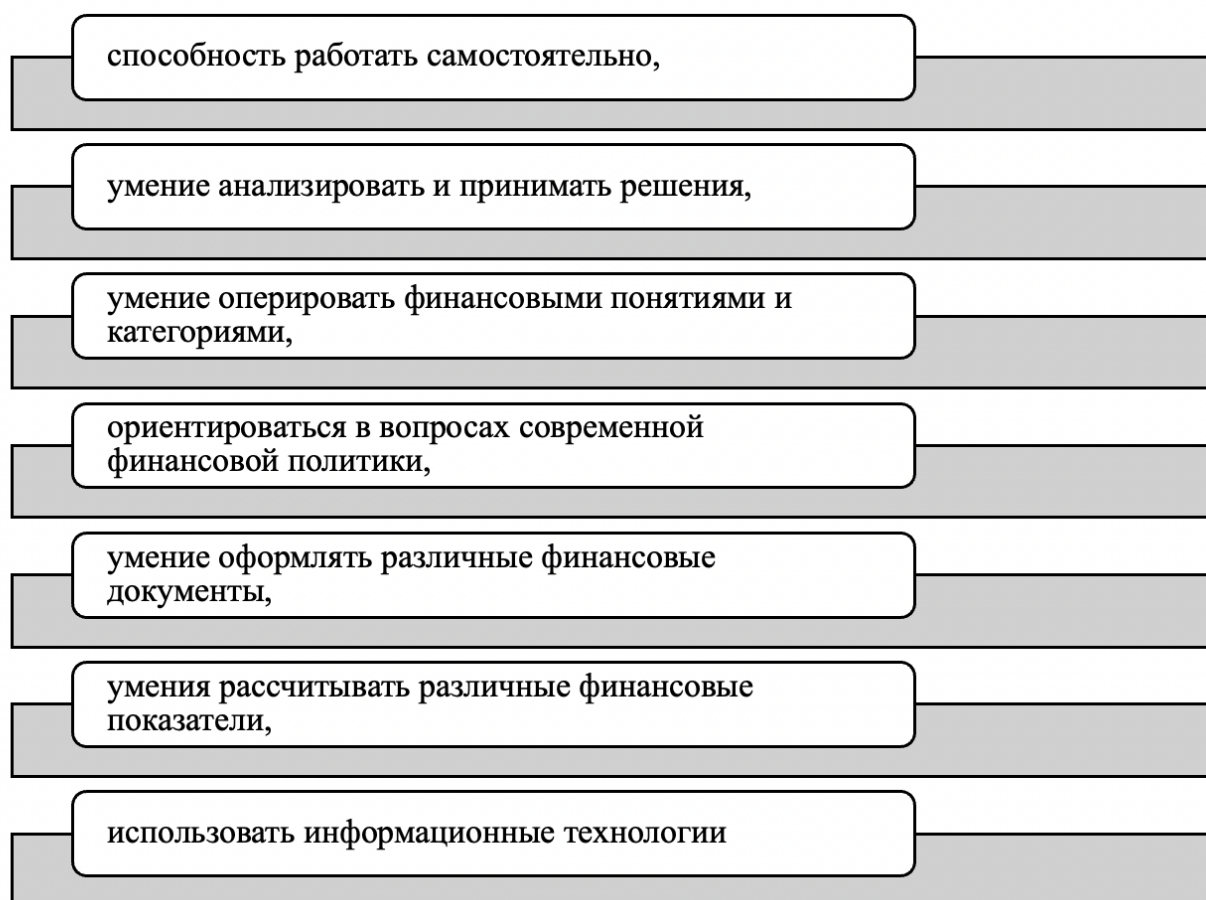 способность работать самостоятельно,
умение анализировать и принимать решения,
умение оперировать финансовыми понятиями и
категориями,
ориентироваться в вопросах современной
финансовой политики,
умение оформлять различные финансовые
документы,
умения рассчитывать различные финансовые
показатели,
использовать информационные технологии